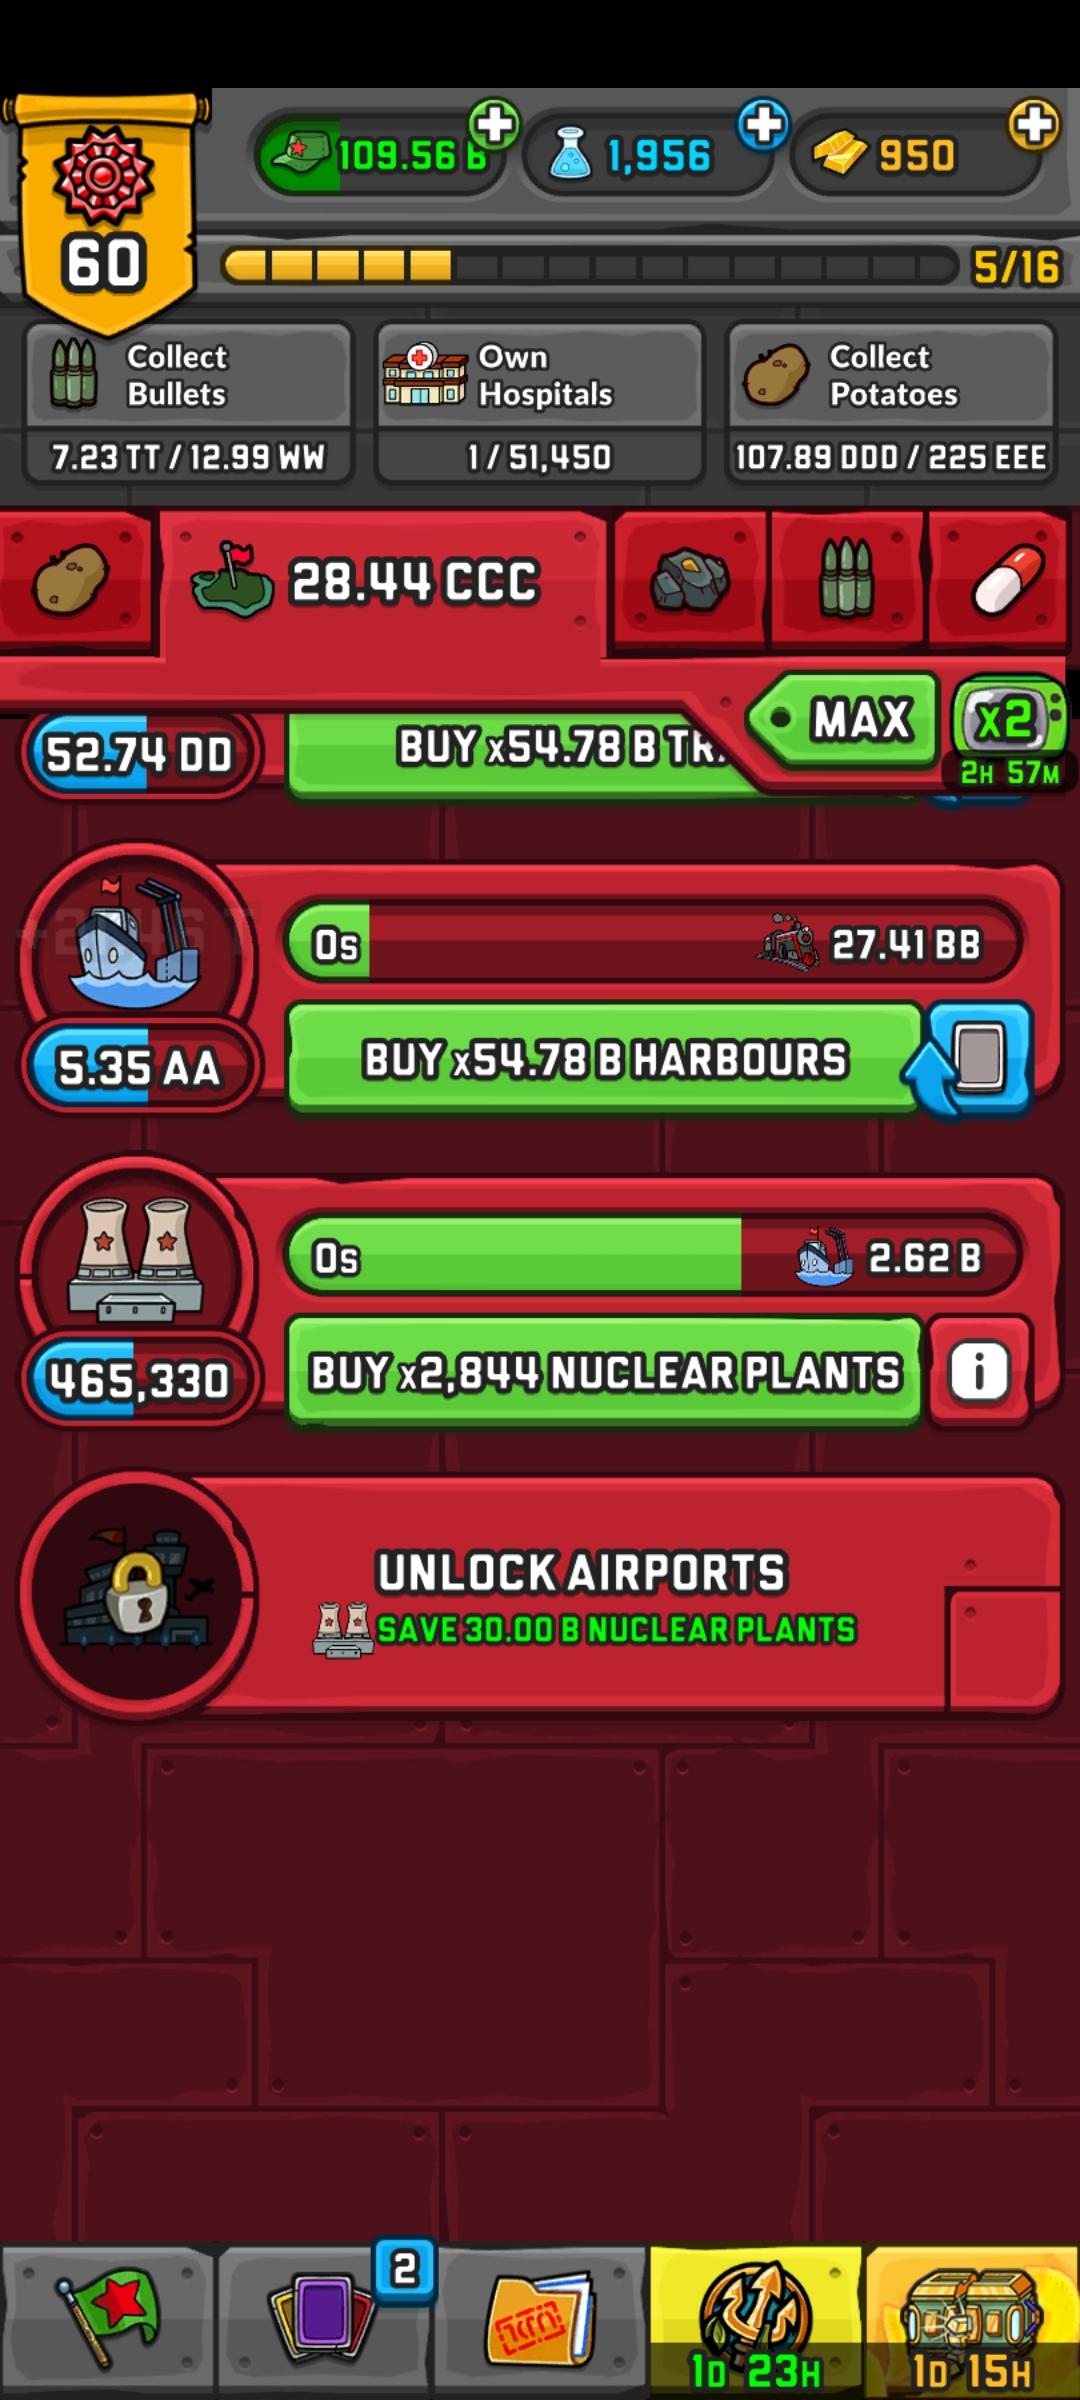 109.56 B
1,956
950
60
5/16
Collect
Bullets
7.23 TT / 12.99 WW
Own
Hospitals
1 / 51,450
Collect
Potatoes
107.89 DDD / 225 EEE
28.44 CCC
MAX
x2
2H 57M
52.74 DD
BUY x54.78 B
0s
27.41 BB
5.35 AA
BUY x54.78 B HARBOURS
0s
2.62 B
465,330
BUY x2,844 NUCLEAR PLANTS
i
UNLOCK AIRPORTS
SAVE 30.00 B NUCLEAR PLANTS
2
1D 23H
1D 15H